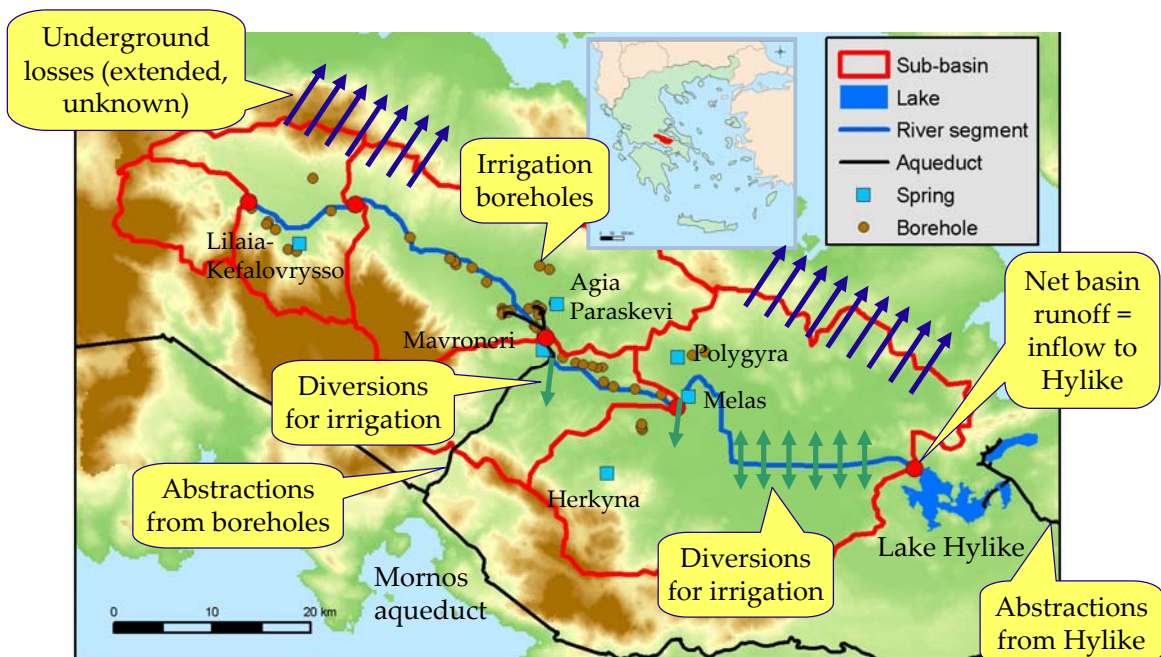 Underground
losses (extended,
unknown)
Irrigation
boreholes
Sub-basin
Lake
River segment
Aqueduct
Spring
Borehole
Lilaia-
Kefalovrysso
Agia
Paraskevi
Mavroneri
Polygyra
Melas
Net basin
runoff =
inflow to
Hylike
Diversions
for irrigation
Abstractions
from boreholes
Herkyna
Diversions
for irrigation
Lake Hylike
Mornos
aqueduct
Abstractions
from Hylike
0 10 20 km